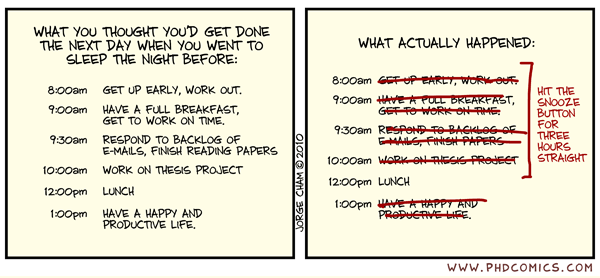 WHAT YOU THOUGHT YOU'D GET DONE
THE NEXT DAY WHEN YOU WENT TO
SLEEP THE NIGHT BEFORE:
8:00am GET UP EARLY, WORK OUT.
9:00am HAVE A FULL BREAKFAST,
GET TO WORK ON TIME.
9:30am RESPOND TO BACKLOG OF
E-MAILS, FINISH READING PAPERS
10:00am WORK ON THESIS PROJECT
12:00pm LUNCH
1:00pm HAVE A HAPPY AND
PRODUCTIVE LIFE.
JORGE CHAM © 2010
WHAT ACTUALLY HAPPENED:
8:00am GET UP EARLY, WORK OUT.
9:00am HAVE A FULL BREAKFAST,
GET TO WORK ON TIME.
9:30am RESPOND TO BACKLOG OF
E-MAILS, FINISH PAPERS
10:00am WORK ON THESIS PROJECT
12:00pm LUNCH
1:00pm HAVE A HAPPY AND
PRODUCTIVE LIFE.
HIT THE
SNOOZE
BUTTON
FOR
THREE
HOURS
STRAIGHT
WWW.PHDCOMICS.COM